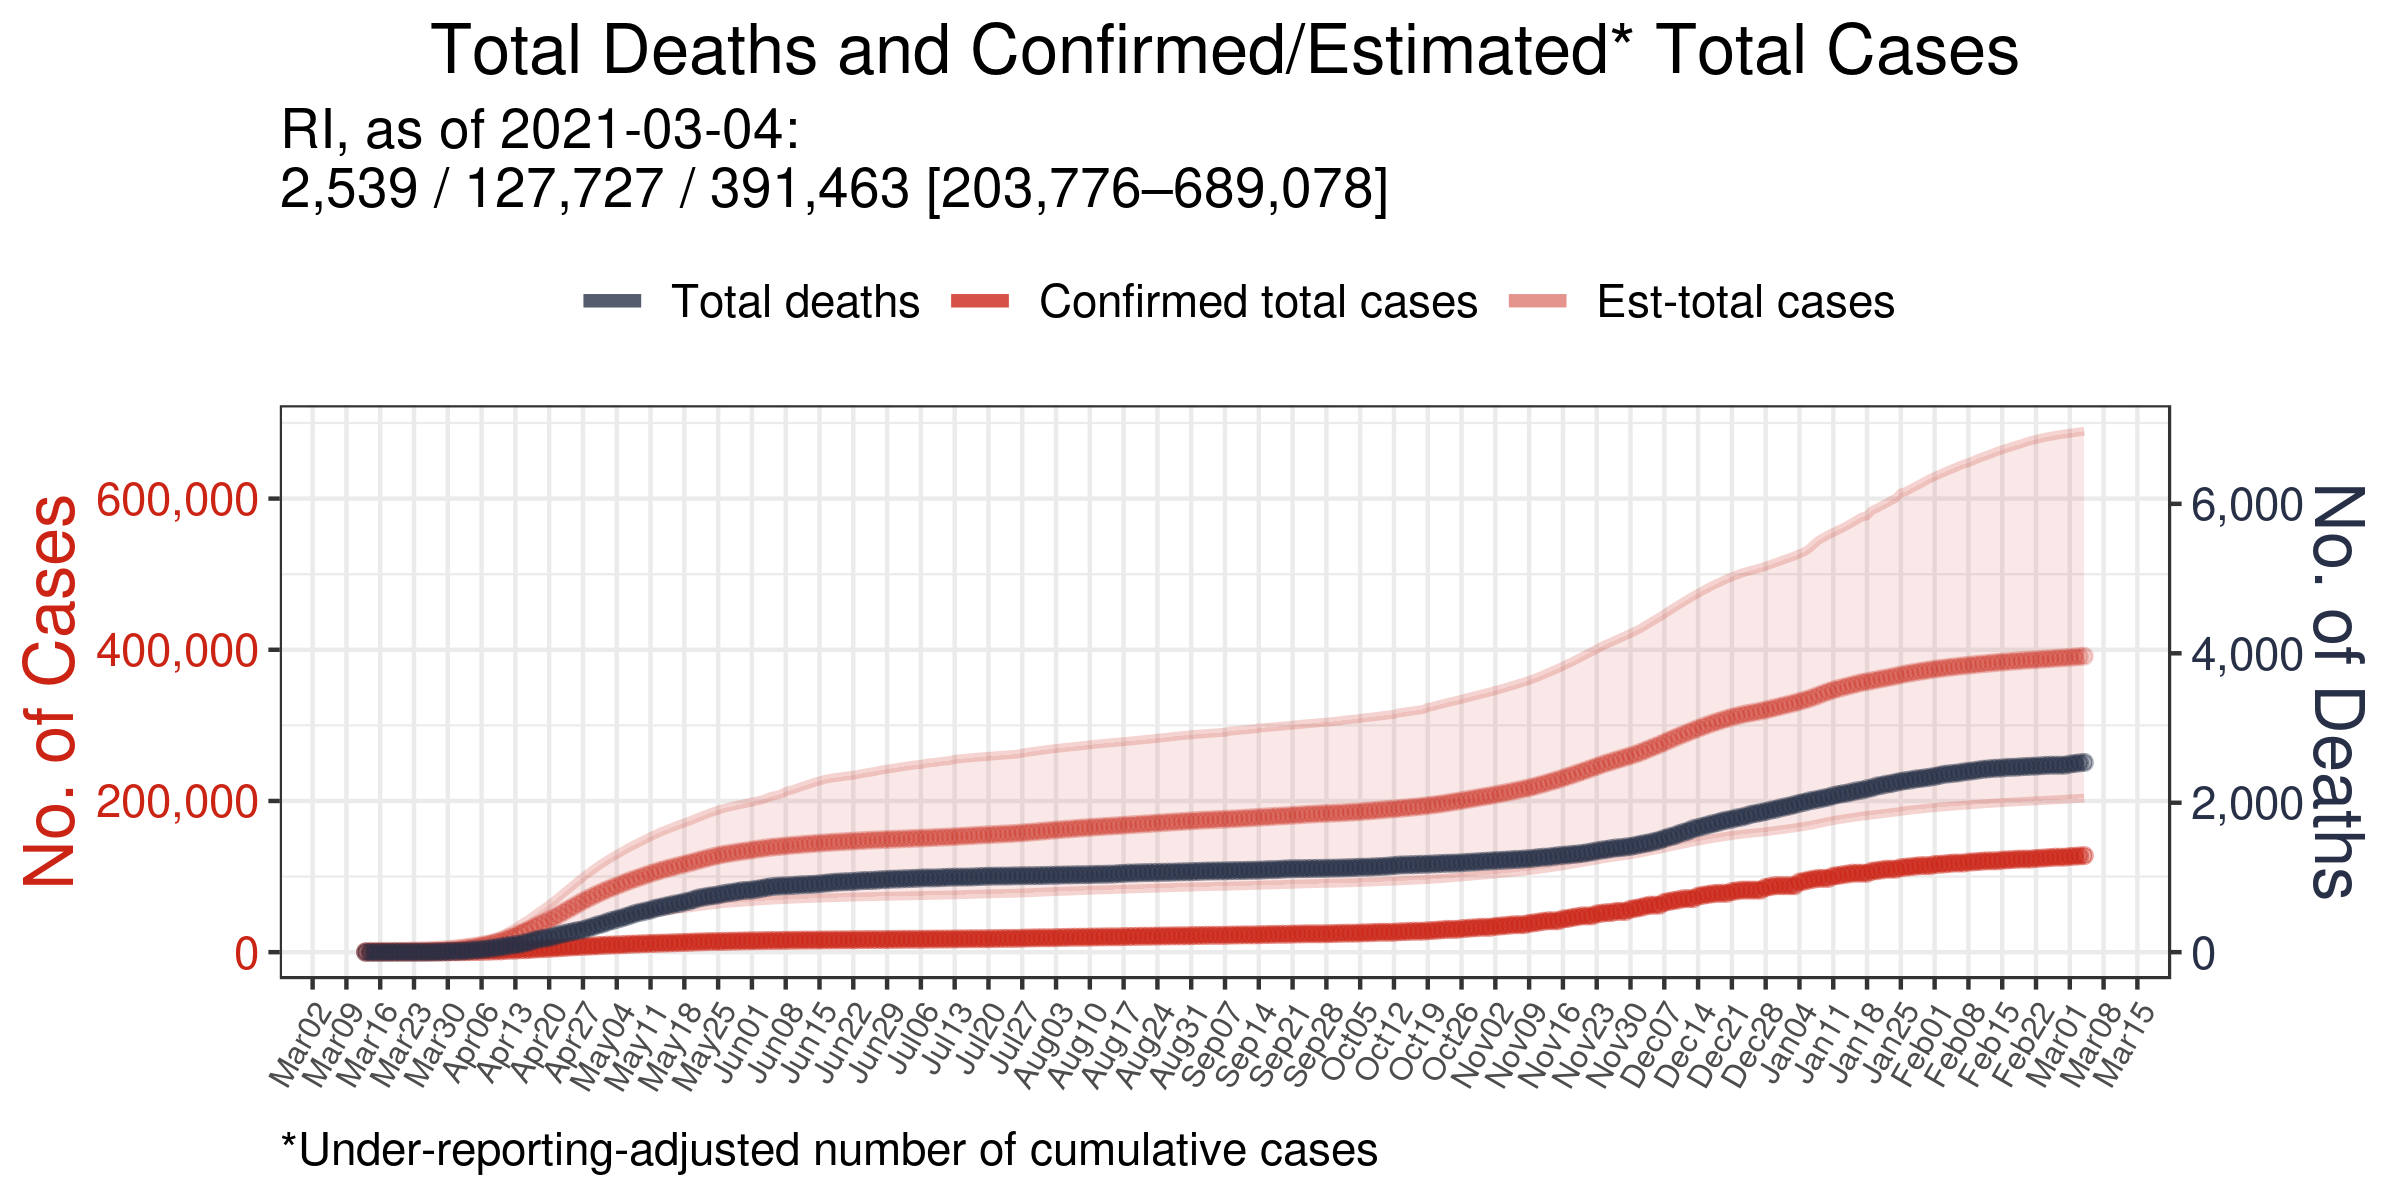 Total Deaths and Confirmed/Estimated* Total Cases
RI, as of 2021-03-04:
2,539 / 127,727 / 391,463 [203,776–689,078]
Total deaths
Confirmed total cases
Est-total cases
No. of Cases
600,000
400,000
200,000
0
6,000
4,000
2,000
0
No. of Deaths
Mar02
Mar09
Mar16
Mar23
Mar30
Apr06
Apr13
Apr20
Apr27
May04
May11
May18
May25
Jun01
Jun08
Jun15
Jun22
Jun29
Jul06
Jul13
Jul20
Jul27
Aug03
Aug10
Aug17
Aug24
Aug31
Sep07
Sep14
Sep21
Sep28
Oct05
Oct12
Oct19
Oct26
Nov02
Nov09
Nov16
Nov23
Nov30
Dec07
Dec14
Dec21
Dec28
Jan04
Jan11
Jan18
Jan25
Feb01
Feb08
Feb15
Feb22
Mar01
Mar08
Mar15
*Under-reporting-adjusted number of cumulative cases